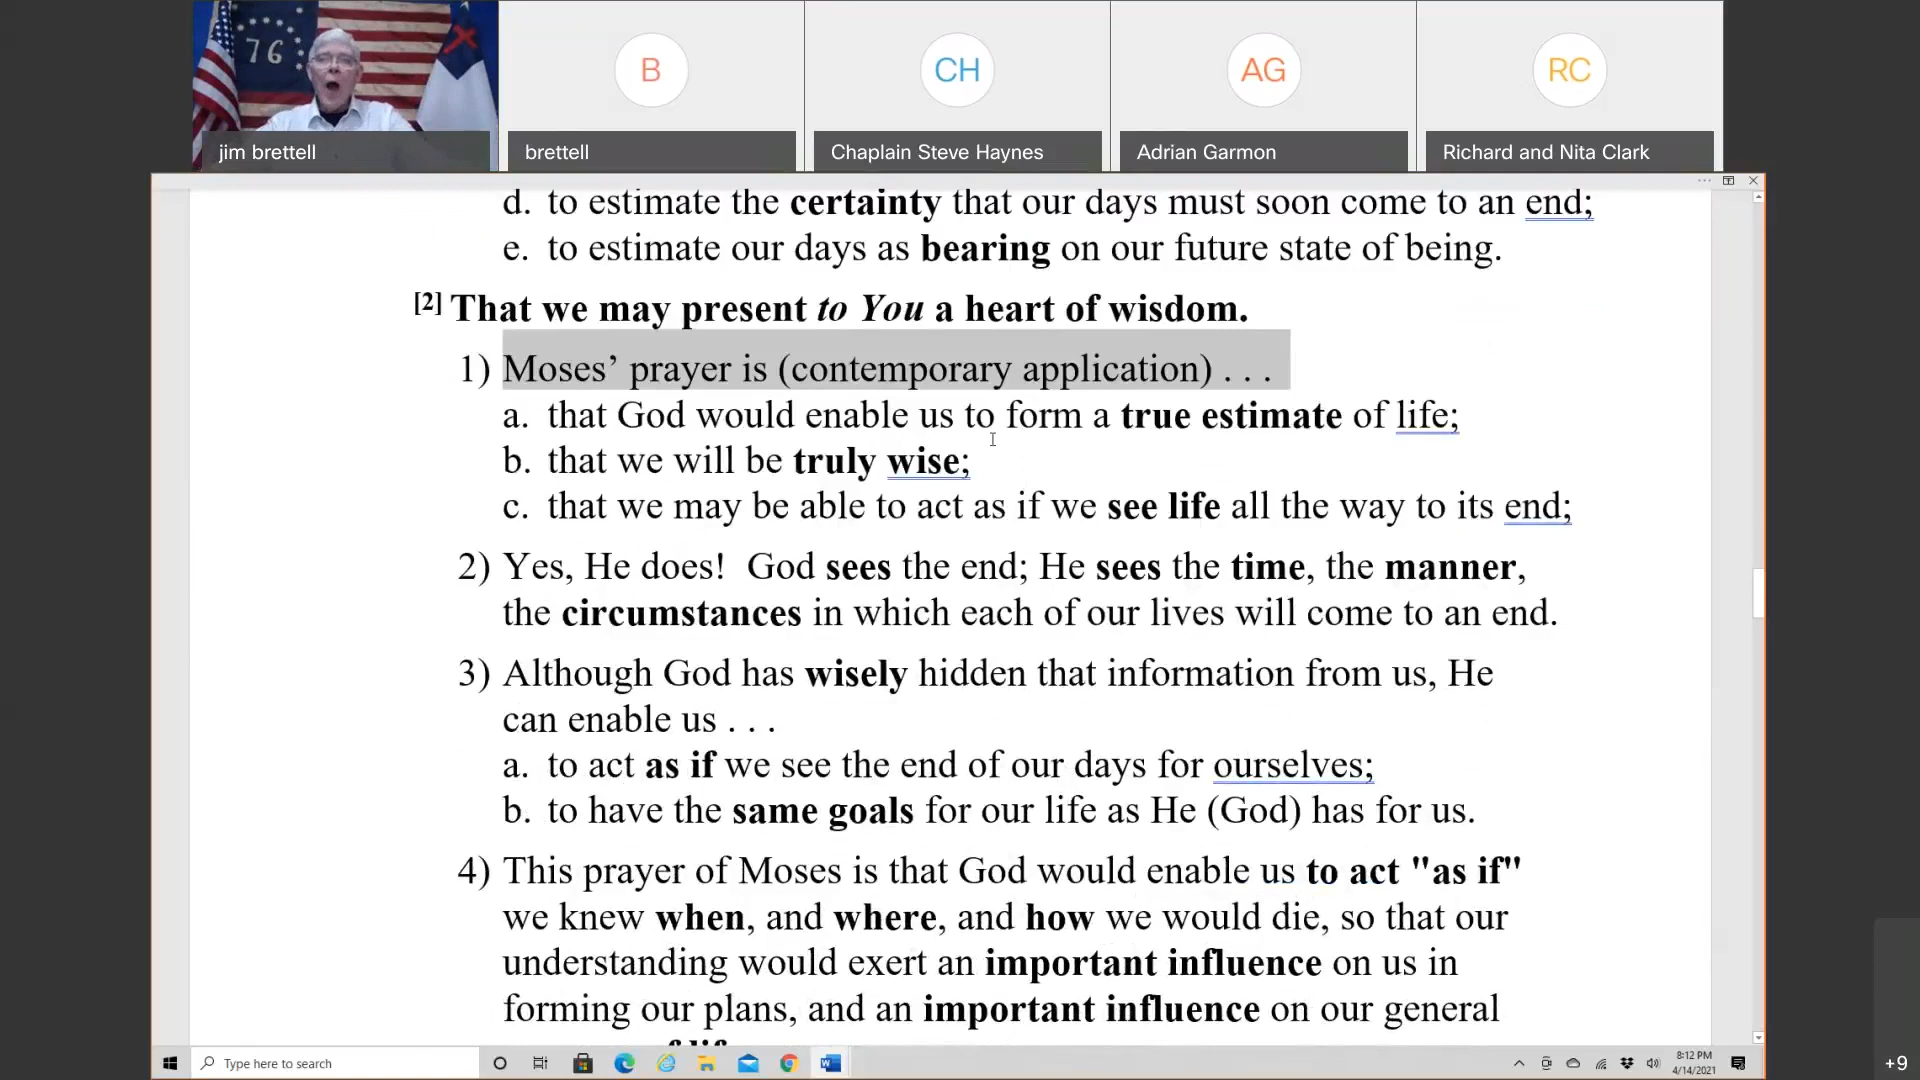 76
B
CH
AG
RC
jim brettell
brettell
Chaplain Steve Haynes
Adrian Garmon
Richard and Nita Clark
d. to estimate the certainty that our days must soon come to an end;
e. to estimate our days as bearing on our future state of being.
[2] That we may present to You a heart of wisdom.
1) Moses’ prayer is (contemporary application) . . .
a. that God would enable us to form a true estimate of life;
b. that we will be truly wise;
c. that we may be able to act as if we see life all the way to its end;
2) Yes, He does!  God sees the end; He sees the time, the manner,
the circumstances in which each of our lives will come to an end.
3) Although God has wisely hidden that information from us, He
can enable us . . .
a. to act as if we see the end of our days for ourselves;
b. to have the same goals for our life as He (God) has for us.
4) This prayer of Moses is that God would enable us to act "as if"
we knew when, and where, and how we would die, so that our
understanding would exert an important influence on us in
forming our plans, and an important influence on our general
Type here to search
8:12 PM
4/14/2021
+9